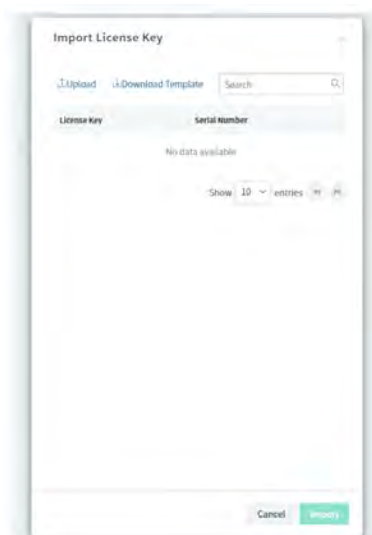 Import License Key
Upload Download Template Search
License Key Serial Number
No data available
Show 10 entries
Cancel Import